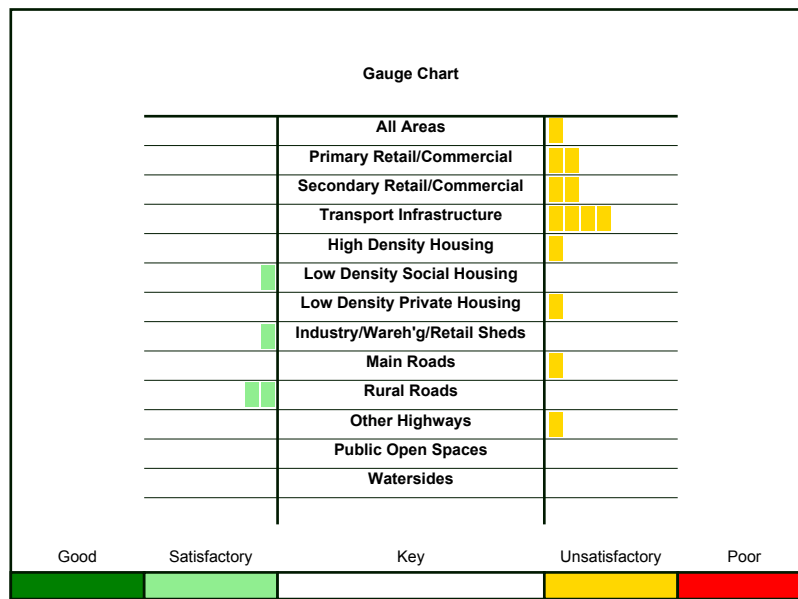 Gauge Chart
All Areas
Primary Retail/Commercial
Secondary Retail/Commercial
Transport Infrastructure
High Density Housing
Low Density Social Housing
Low Density Private Housing
Industry/Wareh'g/Retail Sheds
Main Roads
Rural Roads
Other Highways
Public Open Spaces
Watersides
Good Satisfactory Key Unsatisfactory Poor